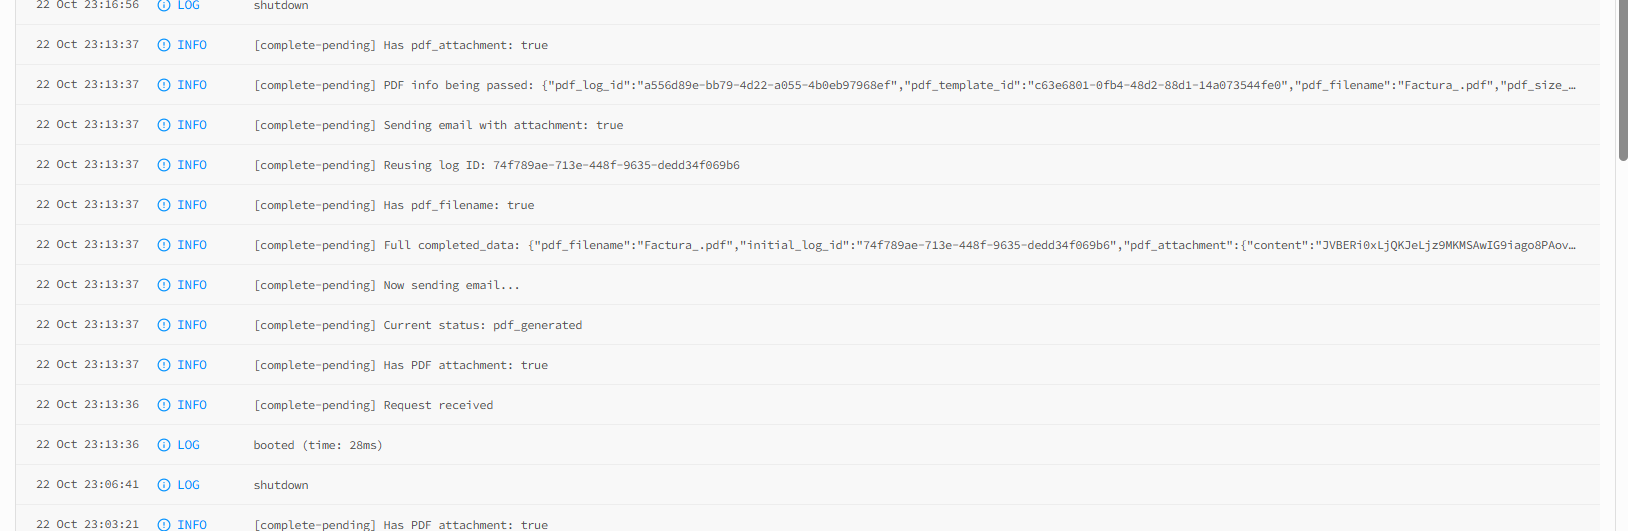 22 Oct 23:16:56 LOG shutdown
22 Oct 23:13:37 INFO [complete-pending] Has pdf_attachment: true
22 Oct 23:13:37 INFO [complete-pending] PDF info being passed: {"pdf_log_id":"a556d89e-bb79-4d22-a055-4b0eb97968ef","pdf_template_id":"c63e6801-0fb4-48d2-88d1-14a073544fe0","pdf_filename":"Factura_.pdf","pdf_size_…
22 Oct 23:13:37 INFO [complete-pending] Sending email with attachment: true
22 Oct 23:13:37 INFO [complete-pending] Reusing log ID: 74f789ae-713e-448f-9635-dedd34f069b6
22 Oct 23:13:37 INFO [complete-pending] Has pdf_filename: true
22 Oct 23:13:37 INFO [complete-pending] Full completed_data: {"pdf_filename":"Factura_.pdf","initial_log_id":"74f789ae-713e-448f-9635-dedd34f069b6","pdf_attachment":{"content":"JVBERi0xLjQKJeLjz9MKMSAwIG9iago8PAov…
22 Oct 23:13:37 INFO [complete-pending] Now sending email...
22 Oct 23:13:37 INFO [complete-pending] Current status: pdf_generated
22 Oct 23:13:37 INFO [complete-pending] Has PDF attachment: true
22 Oct 23:13:36 INFO [complete-pending] Request received
22 Oct 23:13:36 LOG booted (time: 28ms)
22 Oct 23:06:41 LOG shutdown
22 Oct 23:03:21 INFO [complete-pending] Has PDF attachment: true